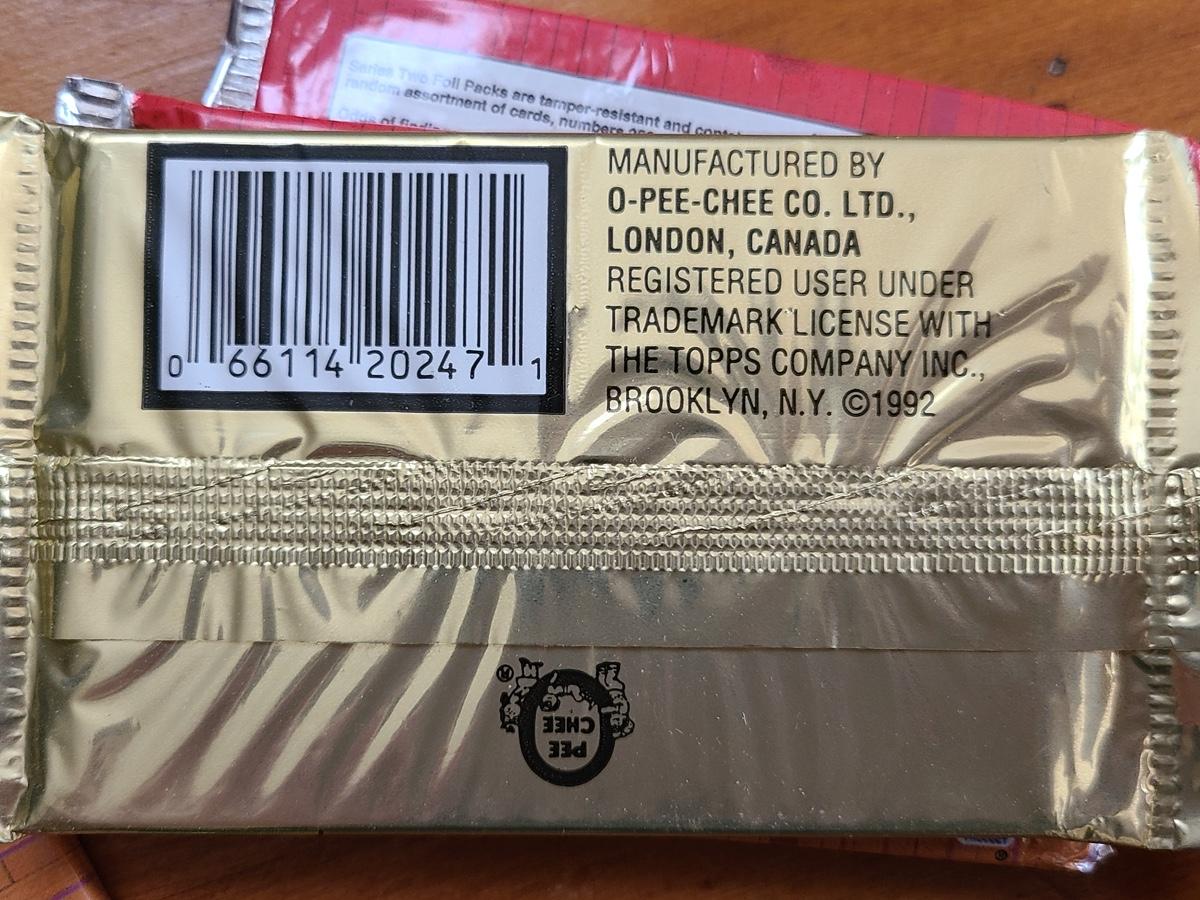 Series Two Foil Packs are tamper-resistant and
random assortment of cards, numbers
Odds of
MANUFACTURED BY
O-PEE-CHEE CO. LTD.,
LONDON, CANADA
REGISTERED USER UNDER
TRADEMARK LICENSE WITH
THE TOPPS COMPANY INC.,
BROOKLYN, N.Y. ©1992
0 66114 20247 1
O
PEE
CHEE
®